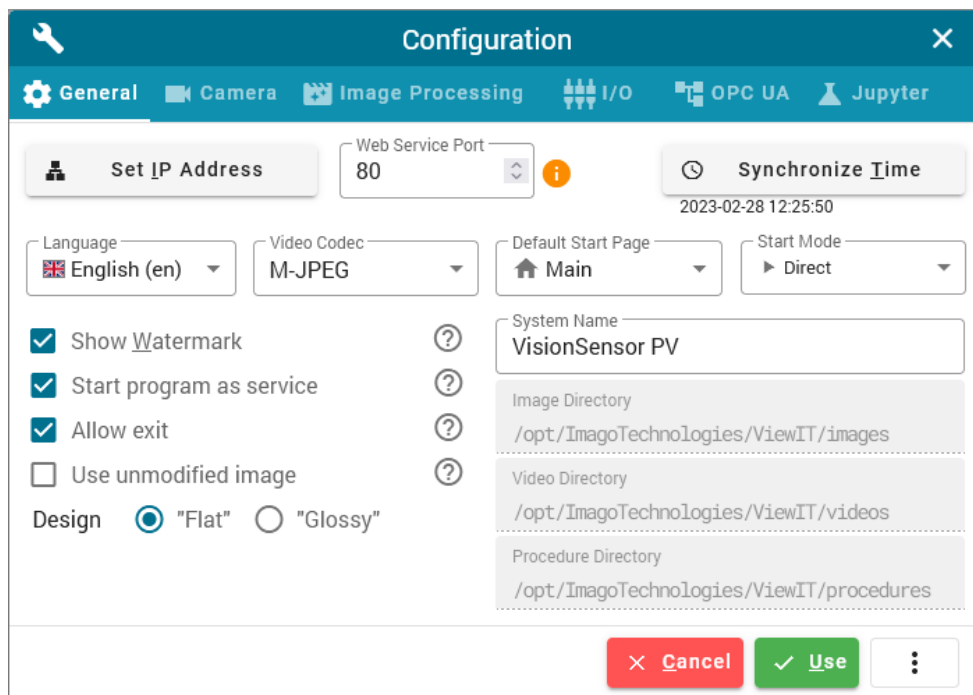 Configuration
General Camera Image Processing I/O OPC UA Jupyter
Web Service Port
Set IP Address 80 Synchronize Time
2023-02-28 12:25:50
Language Video Codec Default Start Page Start Mode
English (en) M-JPEG Main Direct
System Name
Show Watermark VisionSensor PV
Start program as service
Image Directory
Allow exit /opt/ImagoTechnologies/ViewIT/images
Use unmodified image Video Directory
Design "Flat" "Glossy" /opt/ImagoTechnologies/ViewIT/videos
Procedure Directory
/opt/ImagoTechnologies/ViewIT/procedures
Cancel Use